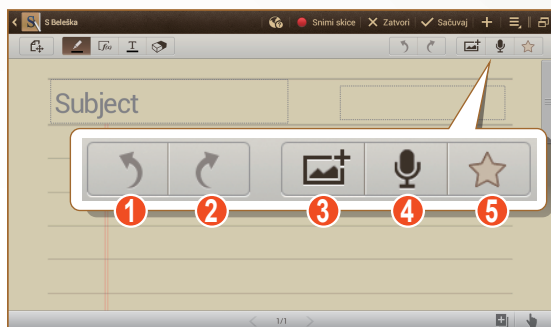 S Beleška Snimi skice Zatvori Sačuvaj
f(x) T
Subject
1 2 3 4 5
1/1